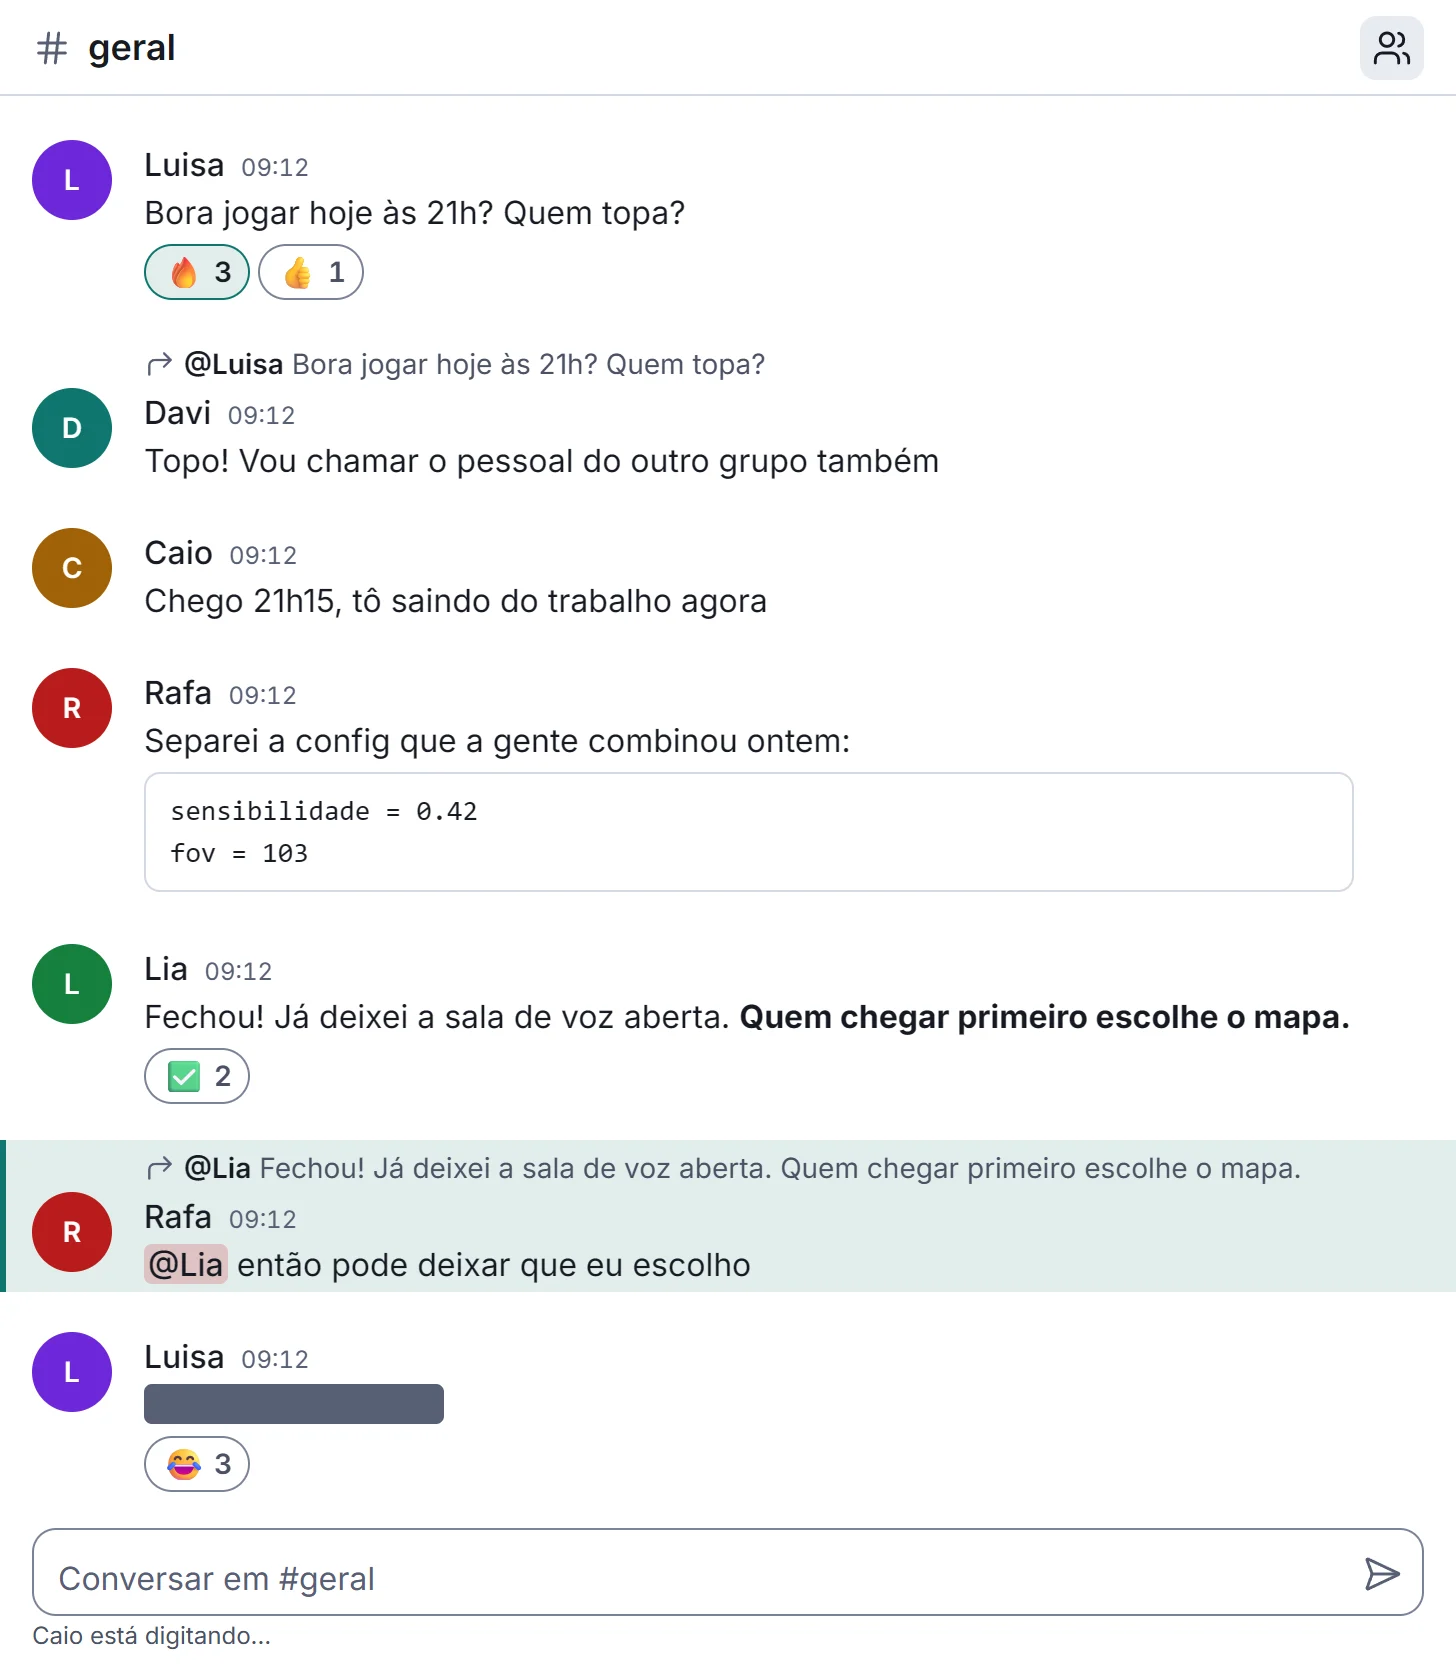 # geral
L
Luisa 09:12
Bora jogar hoje às 21h? Quem topa?
🔥 3 👍 1
@Luisa Bora jogar hoje às 21h? Quem topa?
D
Davi 09:12
Topo! Vou chamar o pessoal do outro grupo também
C
Caio 09:12
Chego 21h15, tô saindo do trabalho agora
R
Rafa 09:12
Separei a config que a gente combinou ontem:
sensibilidade = 0.42
fov = 103
L
Lia 09:12
Fechou! Já deixei a sala de voz aberta. Quem chegar primeiro escolhe o mapa.
✅ 2
@Lia Fechou! Já deixei a sala de voz aberta. Quem chegar primeiro escolhe o mapa.
R
Rafa 09:12
@Lia então pode deixar que eu escolho
L
Luisa 09:12
😂 3
Conversar em #geral
Caio está digitando...